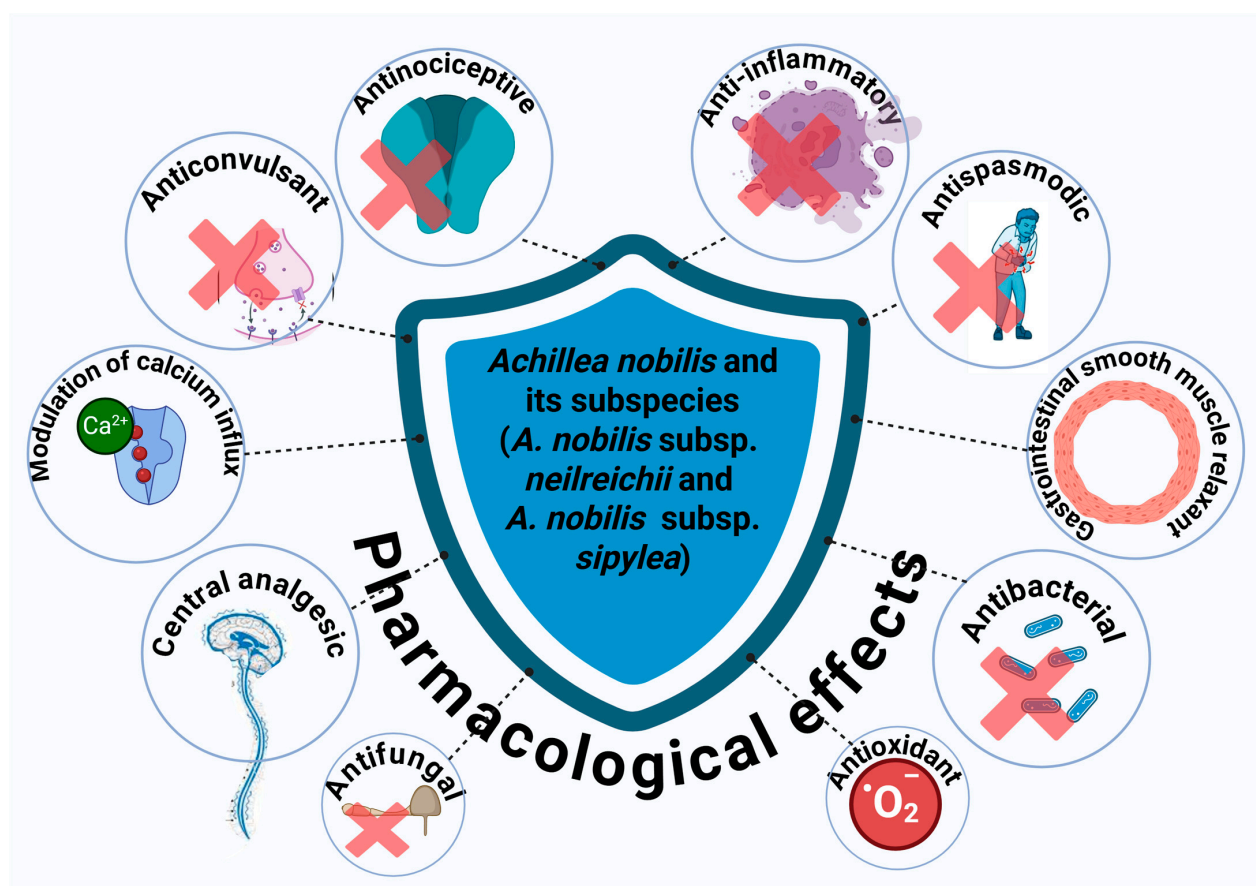 Antinociceptive
Anti-inflammatory
Anticonvulsant
Antispasmodic
Modulation of calcium influx
Ca²⁺
Gastrointestinal smooth muscle relaxant
Achillea nobilis and
its subspecies
(A. nobilis subsp.
neilreichii and
A. nobilis subsp.
sipylea)
Central analgesic
Antibacterial
Pharmacological effects
Antifungal
Antioxidant
•O₂⁻